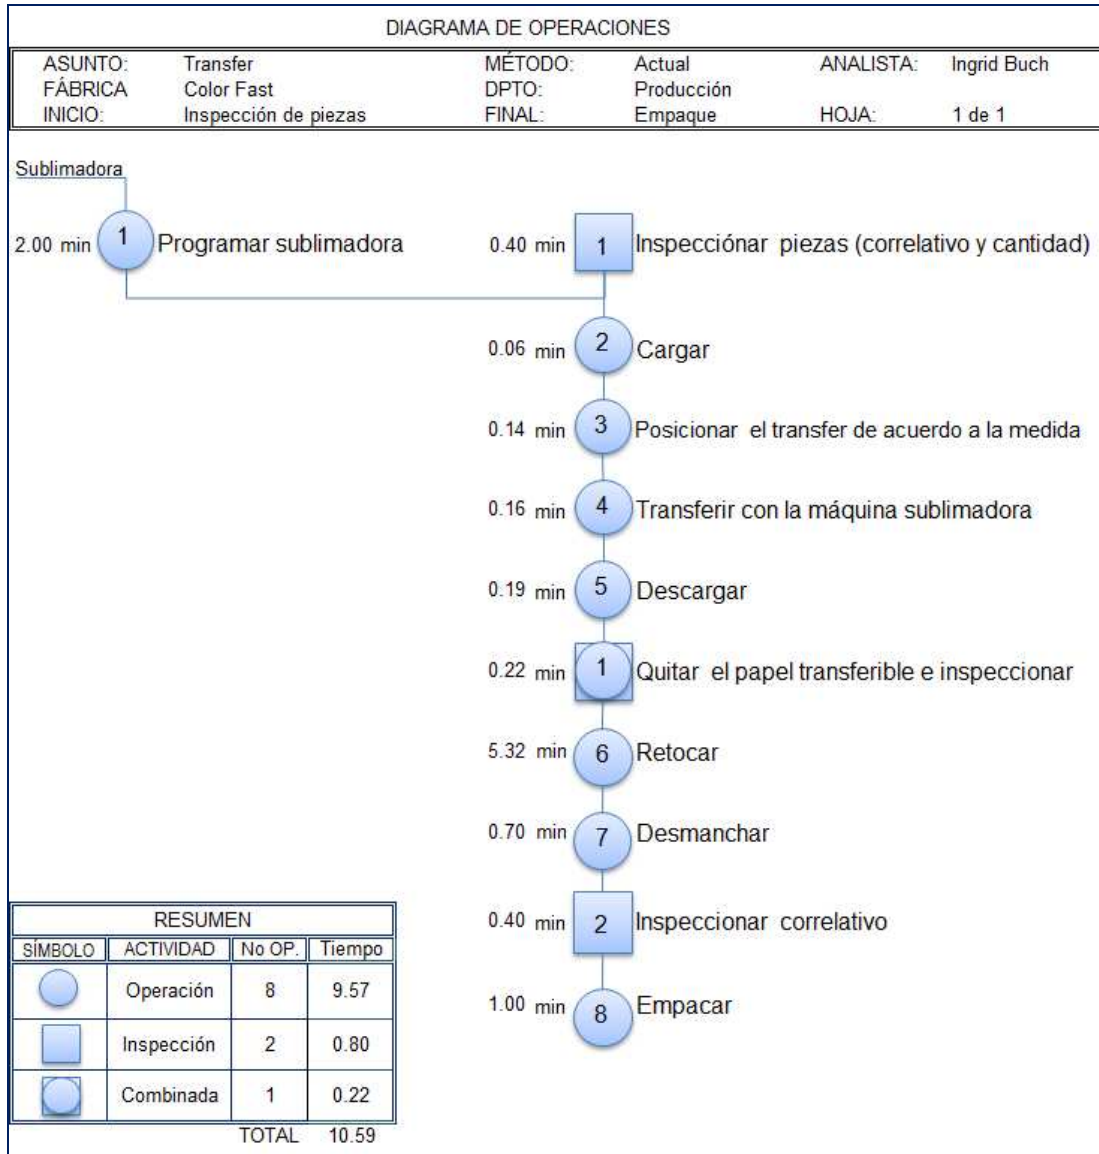 DIAGRAMA DE OPERACIONES
ASUNTO: Transfer MÉTODO: Actual ANALISTA: Ingrid Buch
FÁBRICA Color Fast DPTO: Producción
INICIO: Inspección de piezas FINAL: Empaque HOJA: 1 de 1
Sublimadora
2.00 min 1 Programar sublimadora
0.40 min 1 Inspecciónar piezas (correlativo y cantidad)
0.06 min 2 Cargar
0.14 min 3 Posicionar el transfer de acuerdo a la medida
0.16 min 4 Transferir con la máquina sublimadora
0.19 min 5 Descargar
0.22 min 1 Quitar el papel transferible e inspeccionar
5.32 min 6 Retocar
0.70 min 7 Desmanchar
0.40 min 2 Inspeccionar correlativo
1.00 min 8 Empacar
RESUMEN
SÍMBOLO ACTIVIDAD No OP. Tiempo
Operación 8 9.57
Inspección 2 0.80
Combinada 1 0.22
TOTAL 10.59